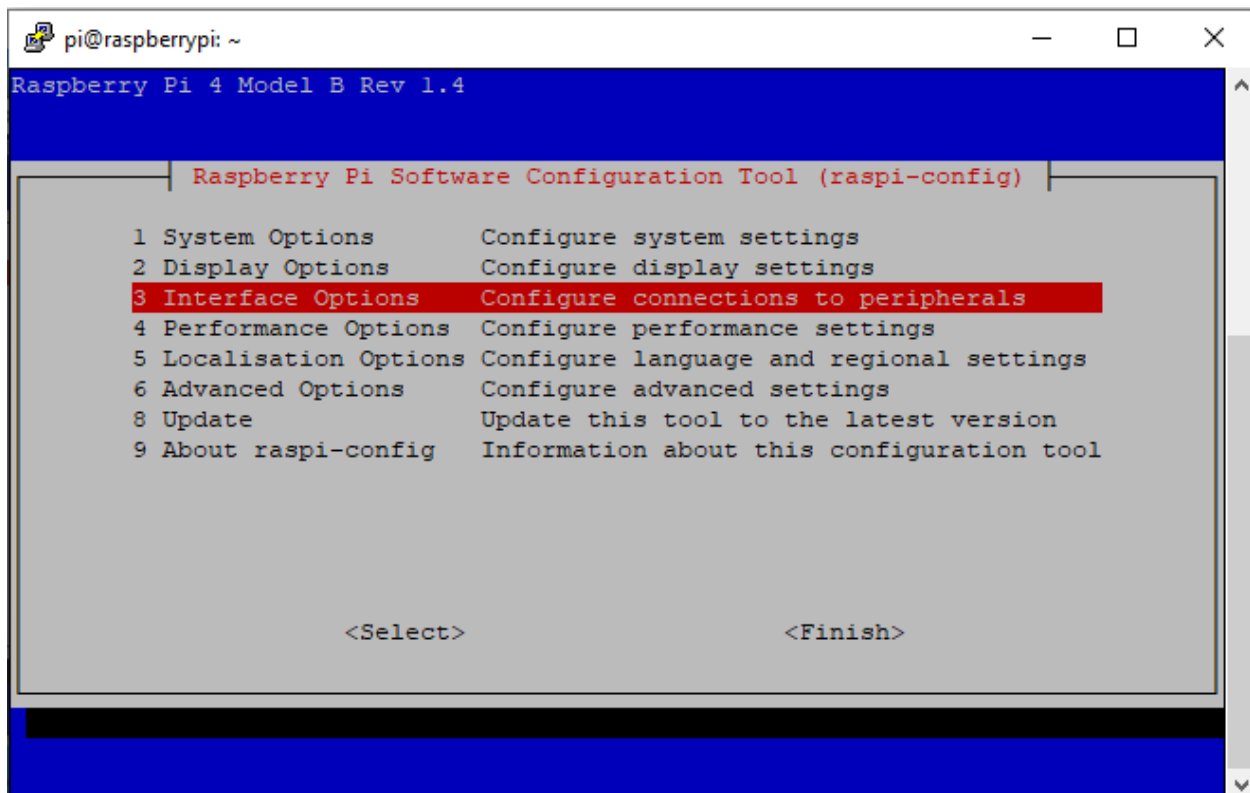 pi@raspberrypi: ~
Raspberry Pi 4 Model B Rev 1.4
Raspberry Pi Software Configuration Tool (raspi-config)
1 System Options Configure system settings
2 Display Options Configure display settings
3 Interface Options Configure connections to peripherals
4 Performance Options Configure performance settings
5 Localisation Options Configure language and regional settings
6 Advanced Options Configure advanced settings
8 Update Update this tool to the latest version
9 About raspi-config Information about this configuration tool
<Select> <Finish>